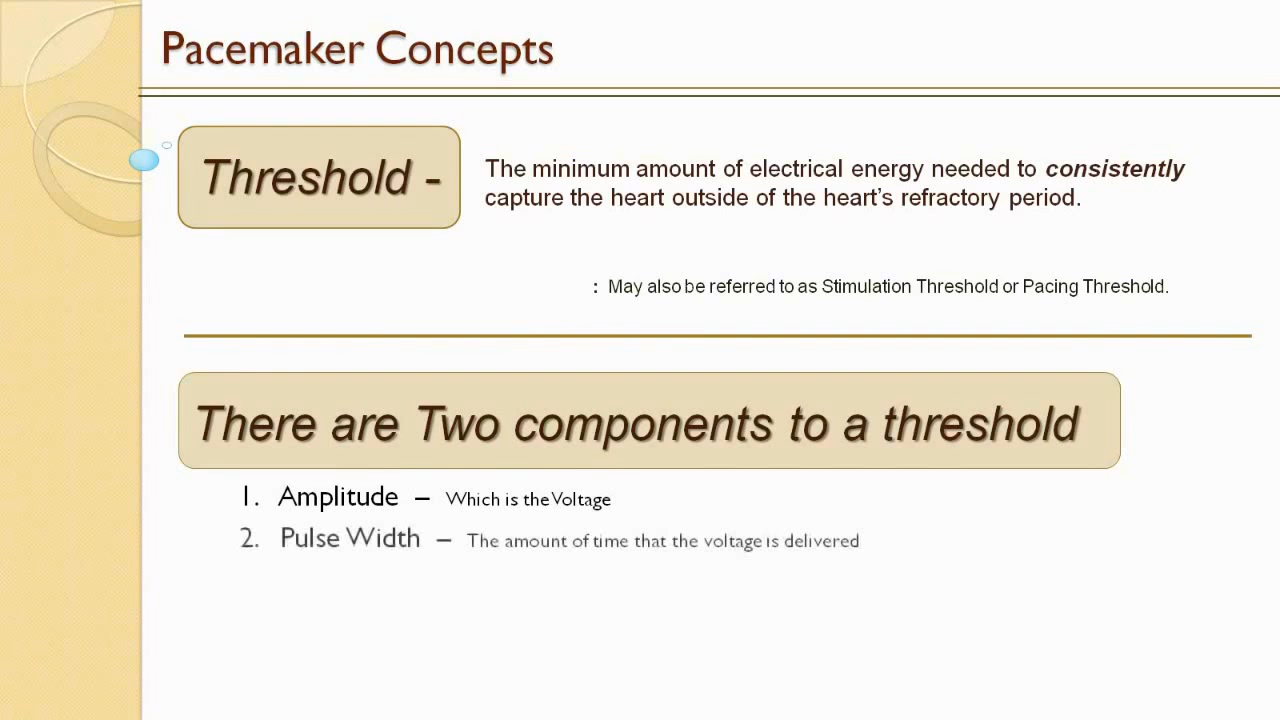 Pacemaker Concepts
Threshold -
The minimum amount of electrical energy needed to consistently
capture the heart outside of the heart’s refractory period.
: May also be referred to as Stimulation Threshold or Pacing Threshold.
There are Two components to a threshold
1. Amplitude – Which is the Voltage
2. Pulse Width – The amount of time that the voltage is delivered